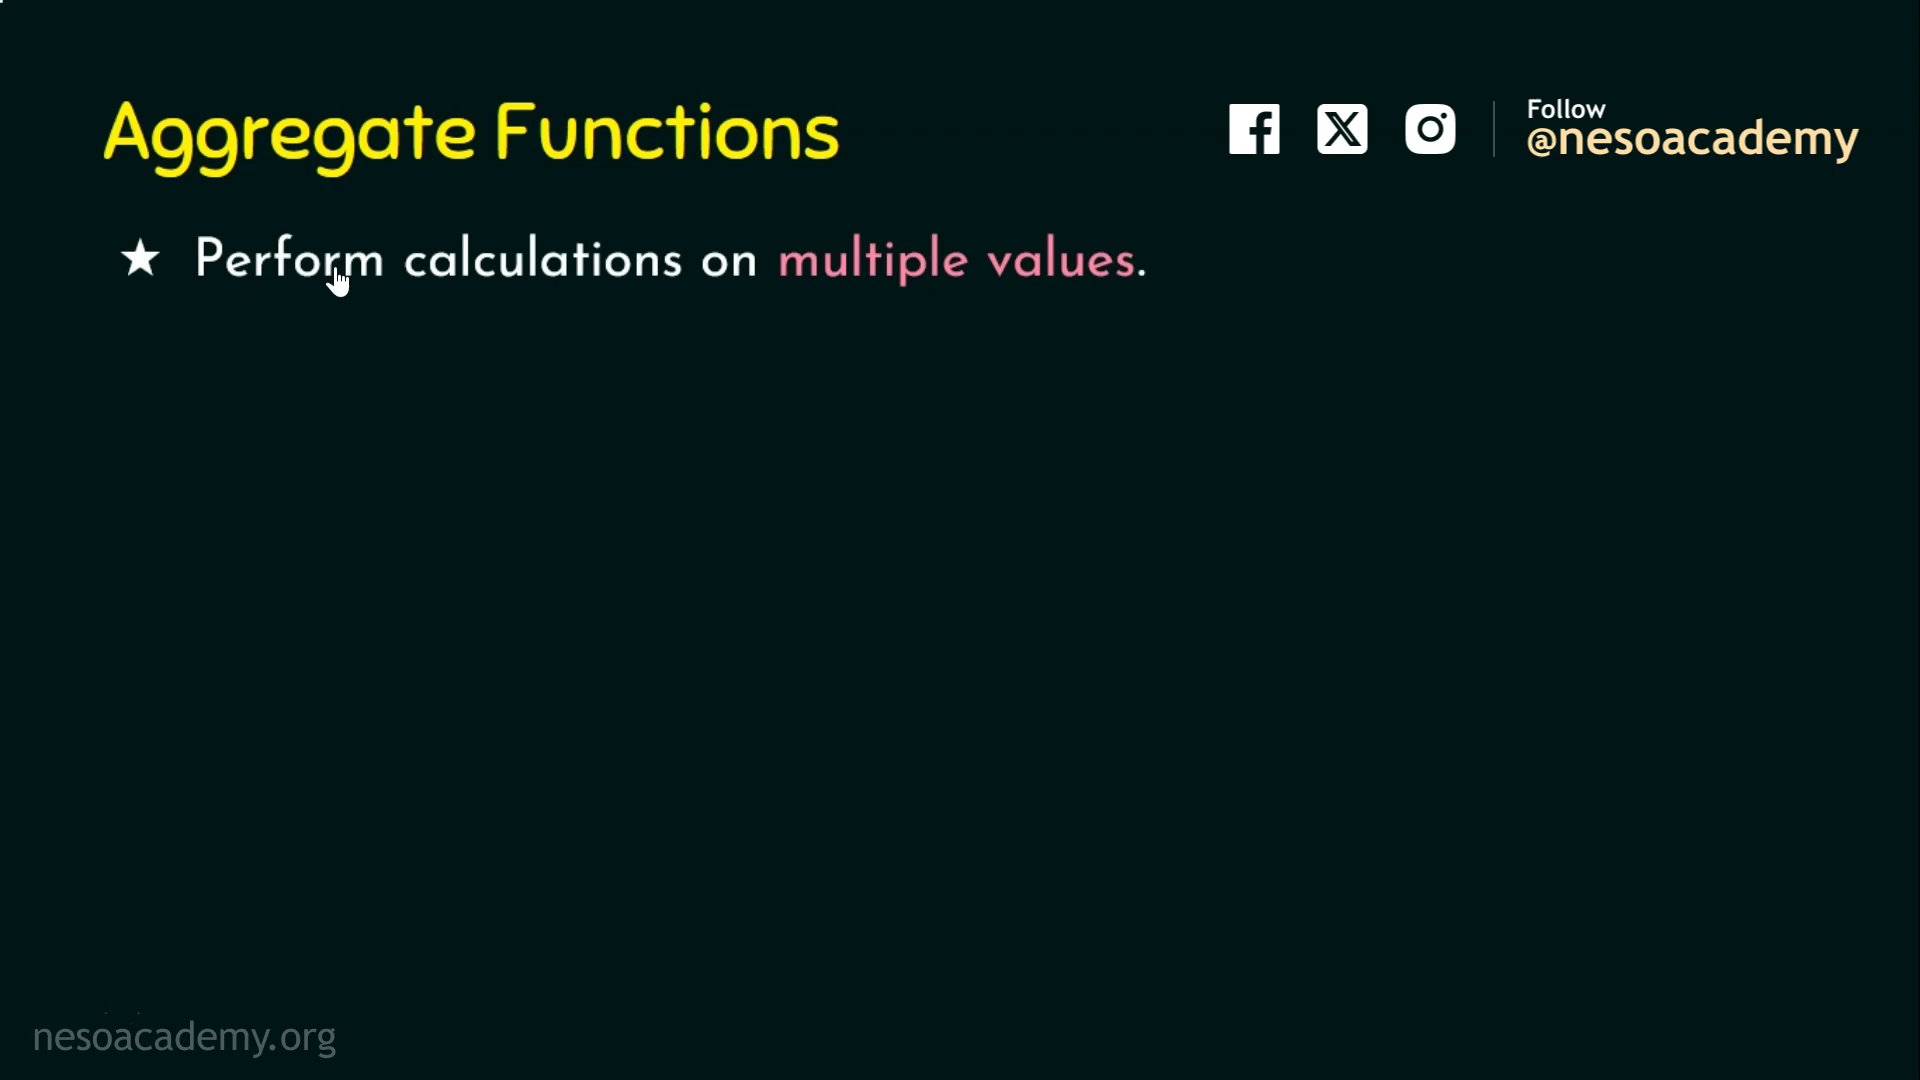 Aggregate Functions
Follow
@nesoacademy
★ Perform calculations on multiple values.
nesoacademy.org